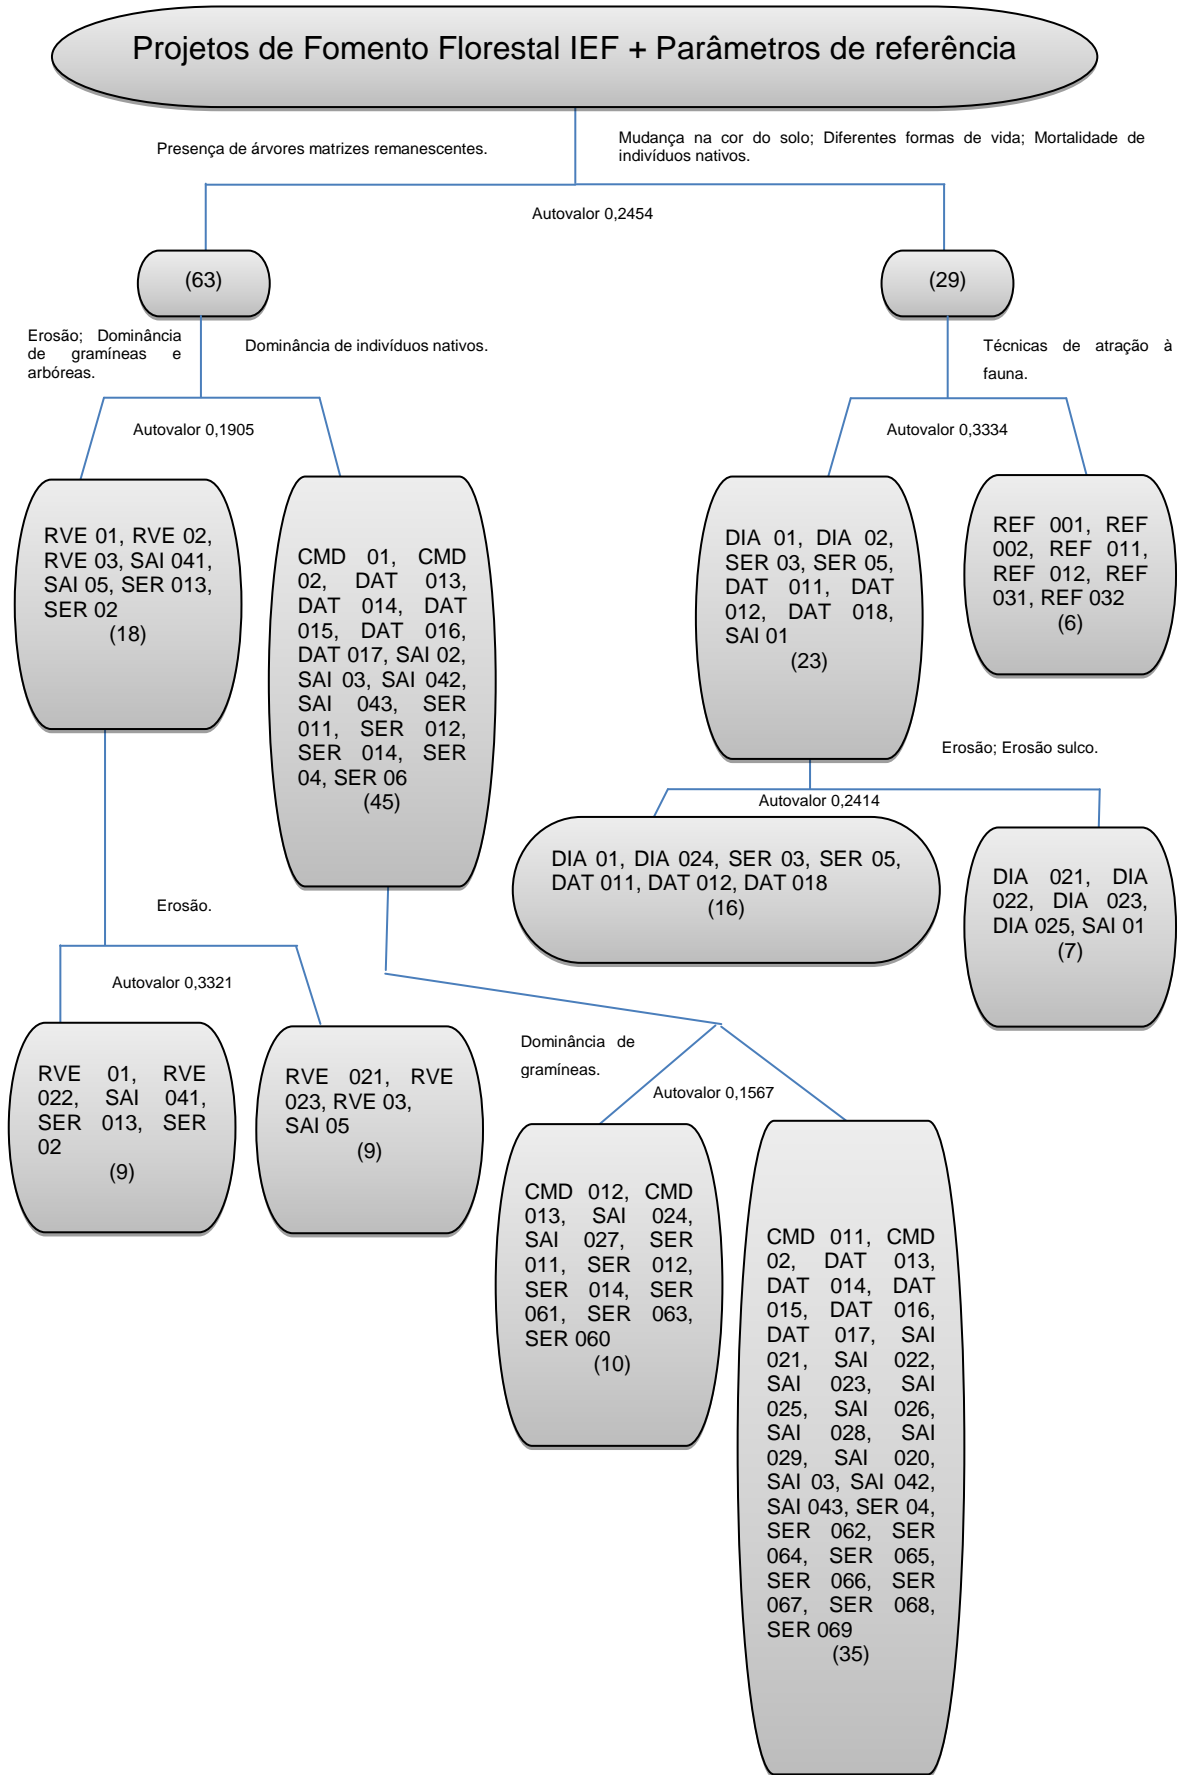 Projetos de Fomento Florestal IEF + Parâmetros de referência
Presença de árvores matrizes remanescentes.
Mudança na cor do solo; Diferentes formas de vida; Mortalidade de
indivíduos nativos.
Autovalor 0,2454
(63)
(29)
Erosão; Dominância
de gramíneas e
arbóreas.
Dominância de indivíduos nativos.
Técnicas de atração à
fauna.
Autovalor 0,1905
Autovalor 0,3334
RVE 01, RVE 02,
RVE 03, SAI 041,
SAI 05, SER 013,
SER 02
(18)
CMD 01, CMD
02, DAT 013,
DAT 014, DAT
015, DAT 016,
DAT 017, SAI 02,
SAI 03, SAI 042,
SAI 043, SER
011, SER 012,
SER 014, SER
04, SER 06
(45)
DIA 01, DIA 02,
SER 03, SER 05,
DAT 011, DAT
012, DAT 018,
SAI 01
(23)
REF 001, REF
002, REF 011,
REF 012, REF
031, REF 032
(6)
Erosão; Erosão sulco.
Autovalor 0,2414
DIA 01, DIA 024, SER 03, SER 05,
DAT 011, DAT 012, DAT 018
(16)
DIA 021, DIA
022, DIA 023,
DIA 025, SAI 01
(7)
Erosão.
Autovalor 0,3321
RVE 01, RVE
022, SAI 041,
SER 013, SER
02
(9)
RVE 021, RVE
023, RVE 03,
SAI 05
(9)
Dominância de
gramíneas.
Autovalor 0,1567
CMD 012, CMD
013, SAI 024,
SAI 027, SER
011, SER 012,
SER 014, SER
061, SER 063,
SER 060
(10)
CMD 011, CMD
02, DAT 013,
DAT 014, DAT
015, DAT 016,
DAT 017, SAI
021, SAI 022,
SAI 023, SAI
025, SAI 026,
SAI 028, SAI
029, SAI 020,
SAI 03, SAI 042,
SAI 043, SER 04,
SER 062, SER
064, SER 065,
SER 066, SER
067, SER 068,
SER 069
(35)